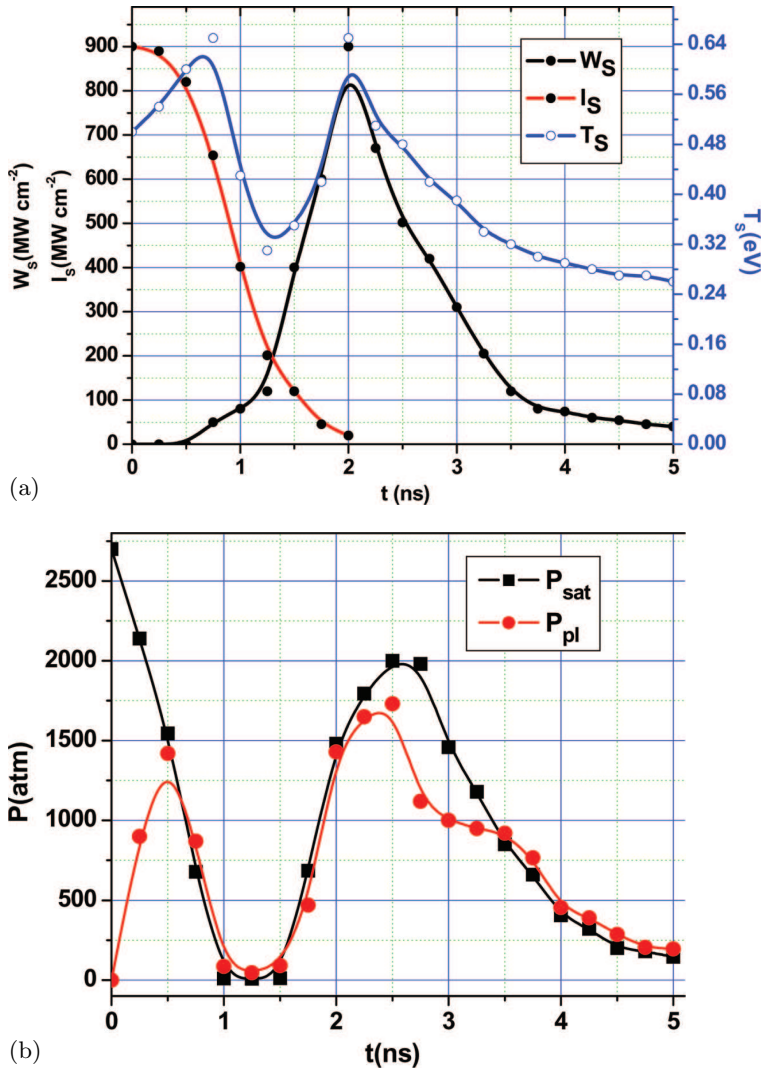 900
800
700
600
500
400
300
200
100
0
W_S(MW cm^-2)
I_S(MW cm^-2)
W_S
I_S
T_S
0.64
0.56
0.48
0.40
0.32
0.24
0.16
0.08
0.00
T_S(eV)
0 1 2 3 4 5
t (ns)
(a)
2500
2000
1500
1000
500
0
P(atm)
P_sat
P_pl
0 1 2 3 4 5
t(ns)
(b)